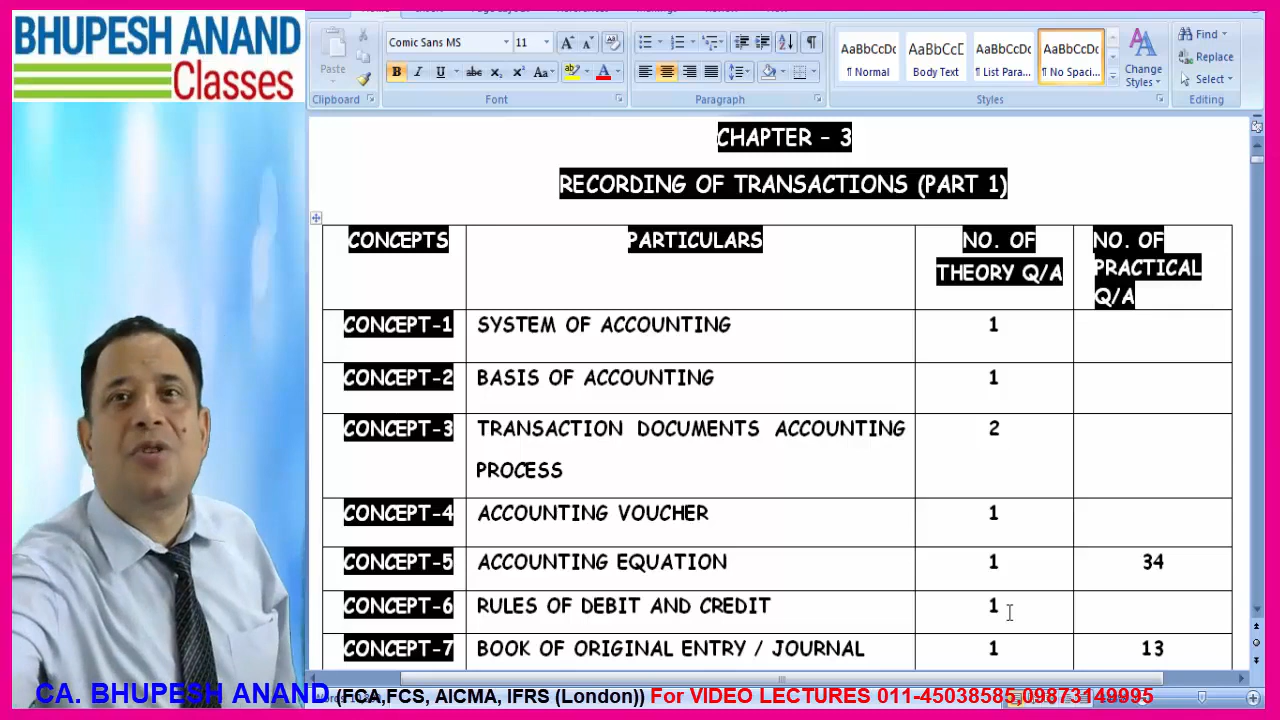 BHUPESH ANAND
Classes
Paste
Clipboard
Comic Sans MS
11
Font
Paragraph
AaBbCcDc
¶ Normal
AaBbCcD
Body Text
AaBbCcDc
¶ List Para...
AaBbCcDc
¶ No Spaci...
Change
Styles
Styles
Find
Replace
Select
Editing
CHAPTER – 3
RECORDING OF TRANSACTIONS (PART 1)
CONCEPTS PARTICULARS NO. OF THEORY Q/A NO. OF PRACTICAL Q/A
CONCEPT-1 SYSTEM OF ACCOUNTING 1
CONCEPT-2 BASIS OF ACCOUNTING 1
CONCEPT-3 TRANSACTION DOCUMENTS ACCOUNTING 2
PROCESS
CONCEPT-4 ACCOUNTING VOUCHER 1
CONCEPT-5 ACCOUNTING EQUATION 1 34
CONCEPT-6 RULES OF DEBIT AND CREDIT 1
CONCEPT-7 BOOK OF ORIGINAL ENTRY / JOURNAL 1 13
CA. BHUPESH ANAND (FCA,FCS, AICMA, IFRS (London)) For VIDEO LECTURES 011-45038585,09873149995